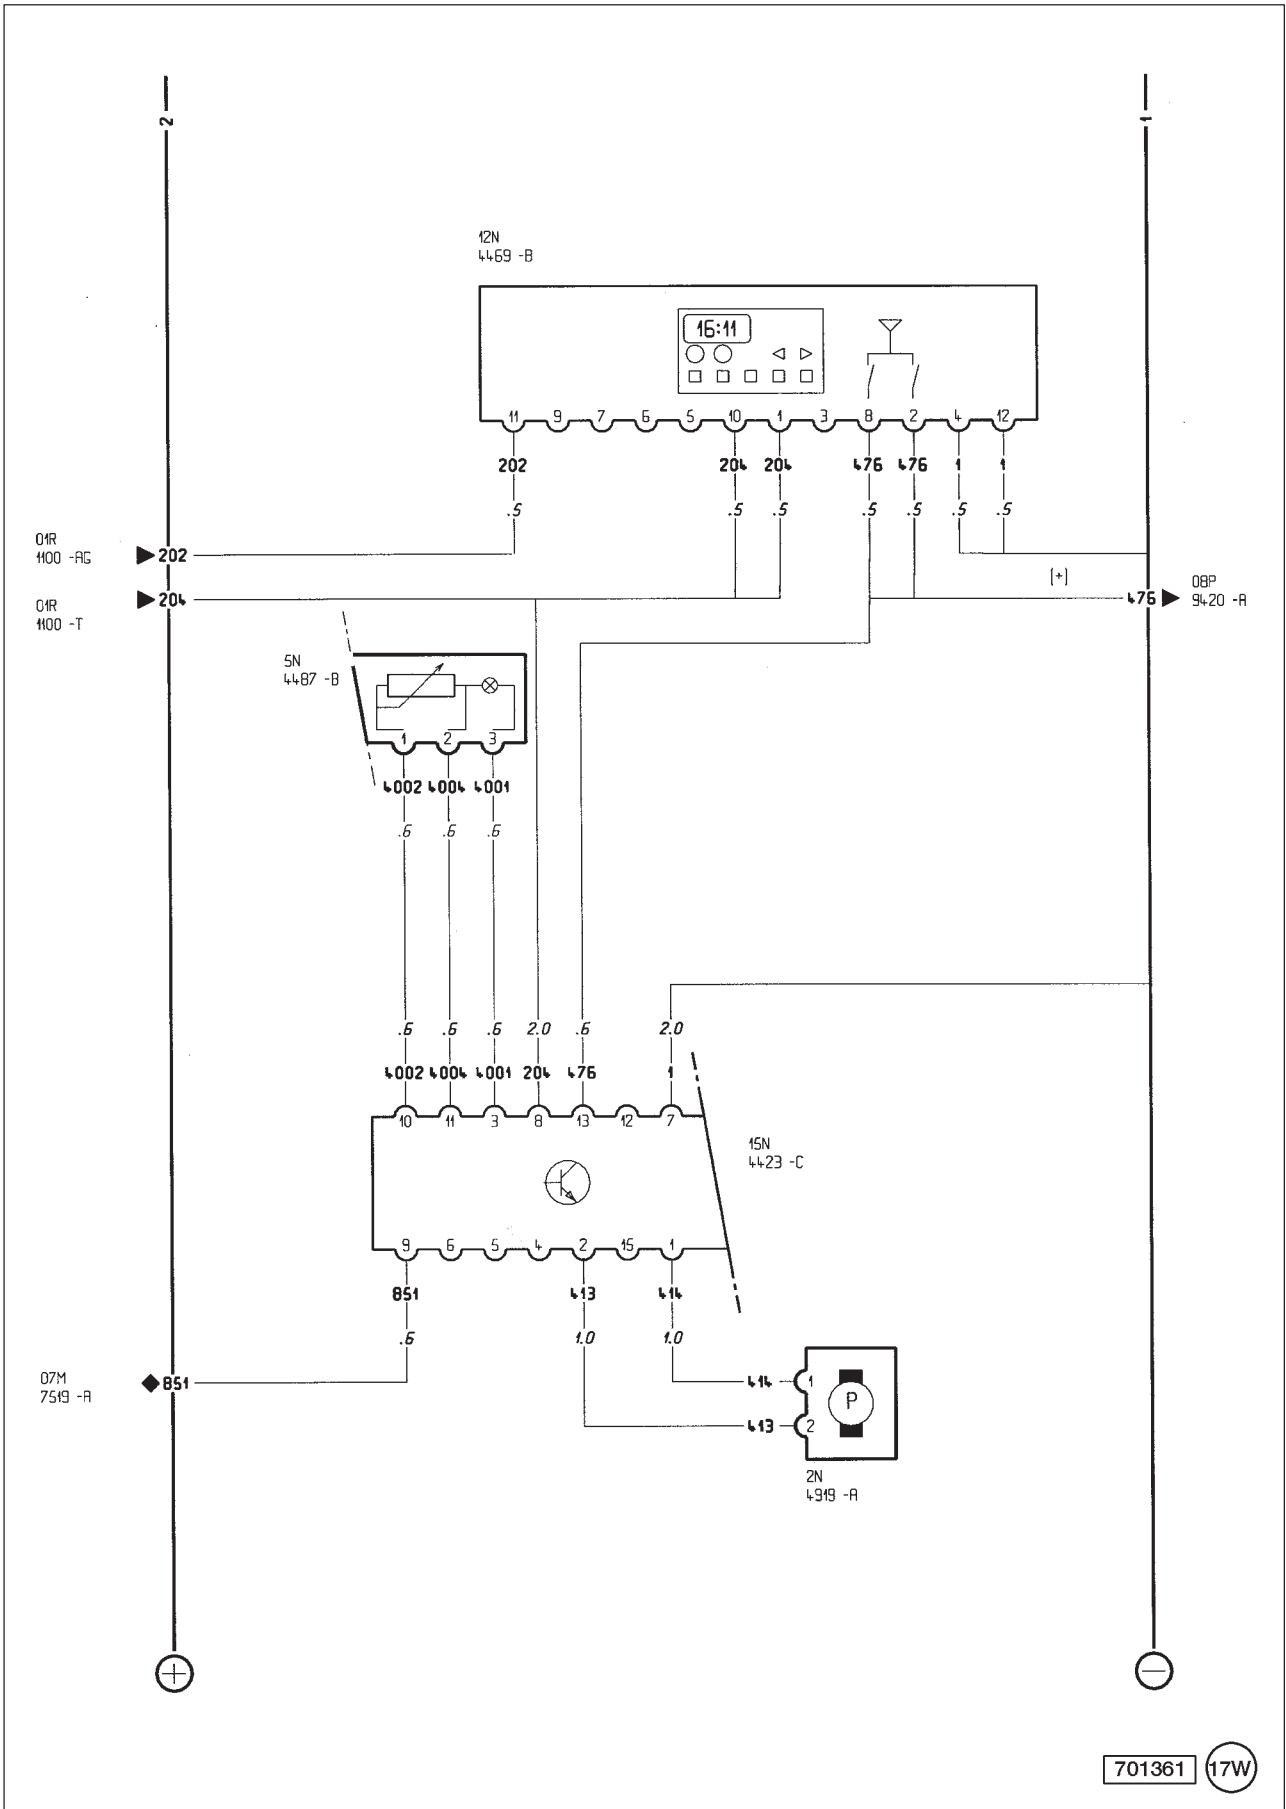 2 1
12N
4469 -B
16:11
11 9 7 6 5 10 1 3 8 2 4 12
202 204 204 476 476 1 1
.5 .5 .5 .5 .5 .5 .5
01R
1100 -AG
202
[+]
01R
1100 -T
204
476
08P
9420 -A
5N
4487 -B
1 2 3
4002 4004 4001
.6 .6 .6
.6 .6 .6 2.0 .6 2.0
4002 4004 4001 204 476 1
10 11 3 8 13 12 7
15N
4423 -C
9 6 5 4 2 15 1
851 413 414
.6 1.0 1.0
07M
7519 -A
851
414 1
P
413 2
2N
4919 -A
+ −
701361 17W